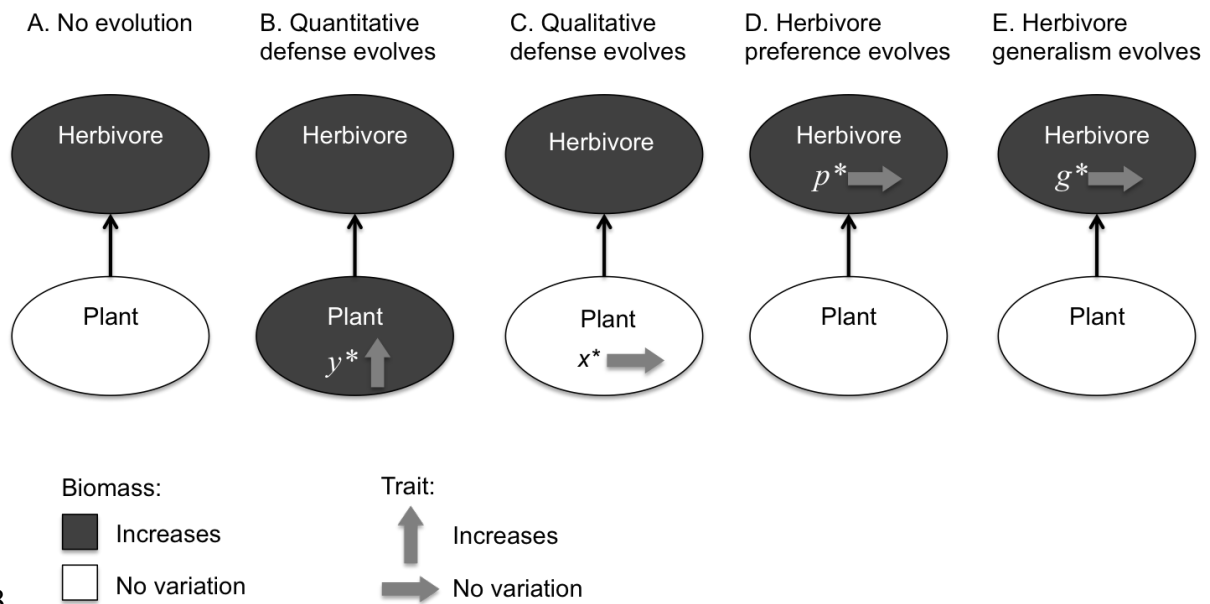 A. No evolution
B. Quantitative
defense evolves
C. Qualitative
defense evolves
D. Herbivore
preference evolves
E. Herbivore
generalism evolves
Herbivore
Herbivore
Herbivore
Herbivore
p*
Herbivore
g*
Plant
Plant
y*
Plant
x*
Plant
Plant
Biomass:
Increases
No variation
Trait:
Increases
No variation